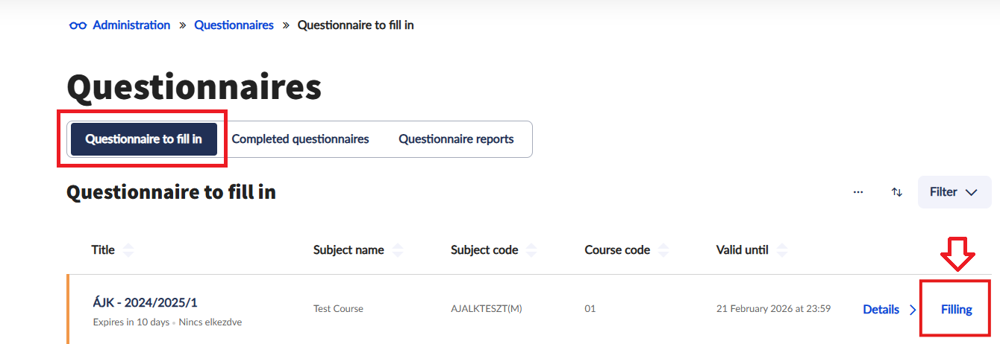 Administration » Questionnaires » Questionnaire to fill in
Questionnaires
Questionnaire to fill in Completed questionnaires Questionnaire reports
Questionnaire to fill in ... Filter
Title Subject name Subject code Course code Valid until
ÁJK - 2024/2025/1
Test Course AJALKTESZT(M) 01 21 February 2026 at 23:59 Details Filling
Expires in 10 days • Nincs elkezdve